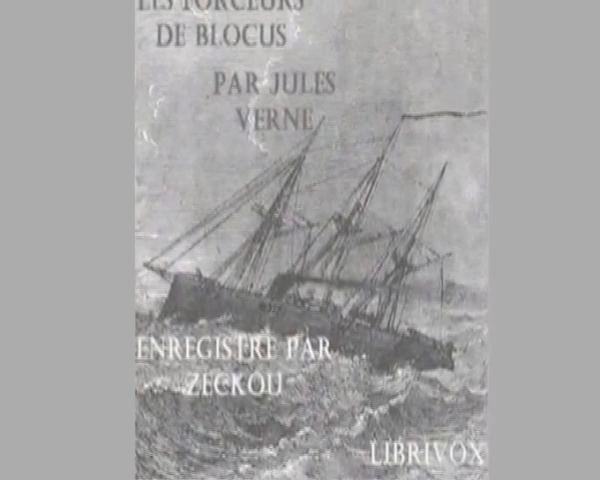 LES FORCEURS
DE BLOCUS
PAR JULES
VERNE
ENREGISTRE PAR
ZECKOU
LIBRIVOX